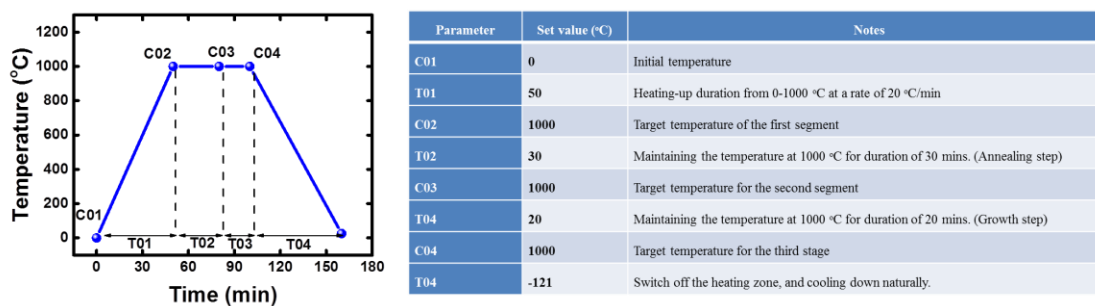 1200
1000
800
600
400
200
0
Temperature (°C)
C01
C02
C03
C04
T01
T02
T03
T04
0 30 60 90 120 150 180
Time (min)
Parameter Set value (°C) Notes
C01 0 Initial temperature
T01 50 Heating-up duration from 0-1000 °C at a rate of 20 °C/min
C02 1000 Target temperature of the first segment
T02 30 Maintaining the temperature at 1000 °C for duration of 30 mins. (Annealing step)
C03 1000 Target temperature for the second segment
T04 20 Maintaining the temperature at 1000 °C for duration of 20 mins. (Growth step)
C04 1000 Target temperature for the third stage
T04 -121 Switch off the heating zone, and cooling down naturally.